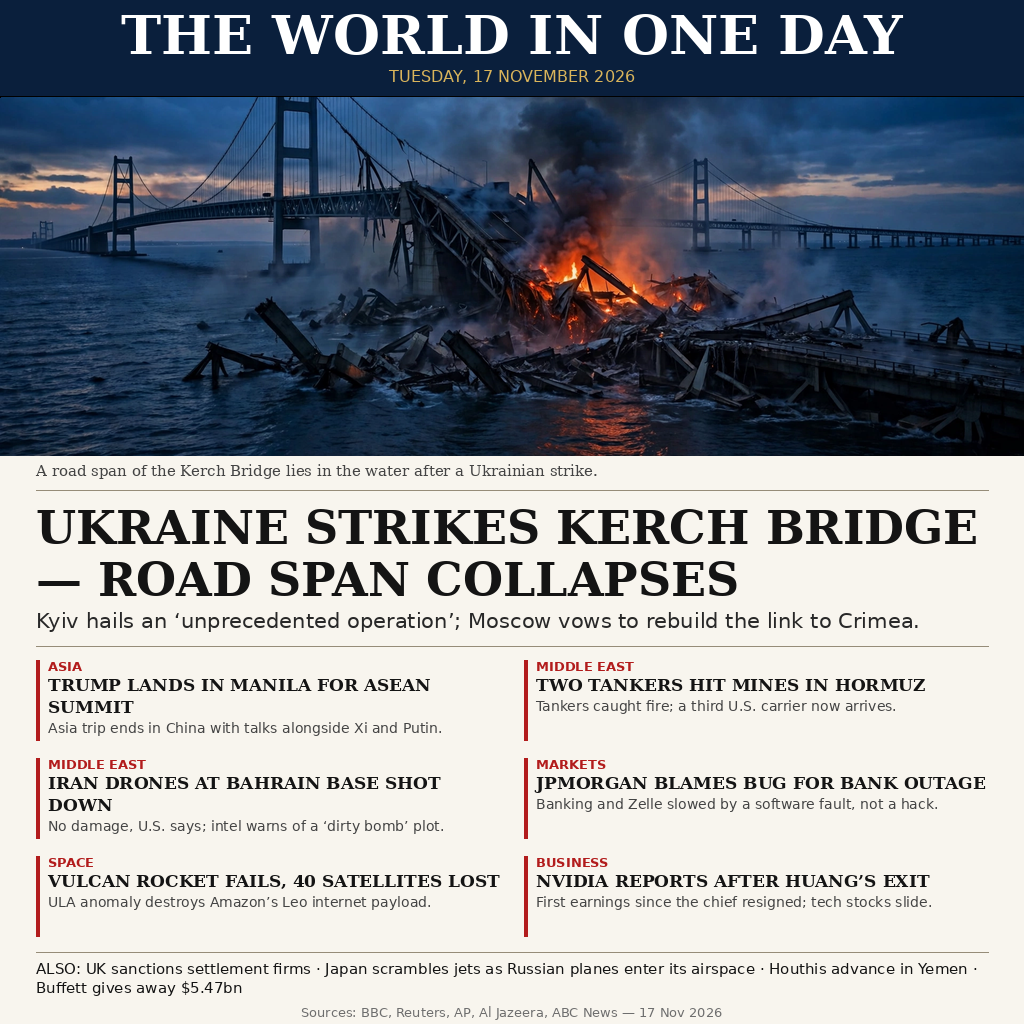 THE WORLD IN ONE DAY
TUESDAY, 17 NOVEMBER 2026
A road span of the Kerch Bridge lies in the water after a Ukrainian strike.
UKRAINE STRIKES KERCH BRIDGE
— ROAD SPAN COLLAPSES
Kyiv hails an ‘unprecedented operation’; Moscow vows to rebuild the link to Crimea.
ASIA
TRUMP LANDS IN MANILA FOR ASEAN
SUMMIT
Asia trip ends in China with talks alongside Xi and Putin.
MIDDLE EAST
TWO TANKERS HIT MINES IN HORMUZ
Tankers caught fire; a third U.S. carrier now arrives.
MIDDLE EAST
IRAN DRONES AT BAHRAIN BASE SHOT
DOWN
No damage, U.S. says; intel warns of a ‘dirty bomb’ plot.
MARKETS
JPMORGAN BLAMES BUG FOR BANK OUTAGE
Banking and Zelle slowed by a software fault, not a hack.
SPACE
VULCAN ROCKET FAILS, 40 SATELLITES LOST
ULA anomaly destroys Amazon’s Leo internet payload.
BUSINESS
NVIDIA REPORTS AFTER HUANG’S EXIT
First earnings since the chief resigned; tech stocks slide.
ALSO: UK sanctions settlement firms · Japan scrambles jets as Russian planes enter its airspace · Houthis advance in Yemen ·
Buffett gives away $5.47bn
Sources: BBC, Reuters, AP, Al Jazeera, ABC News — 17 Nov 2026